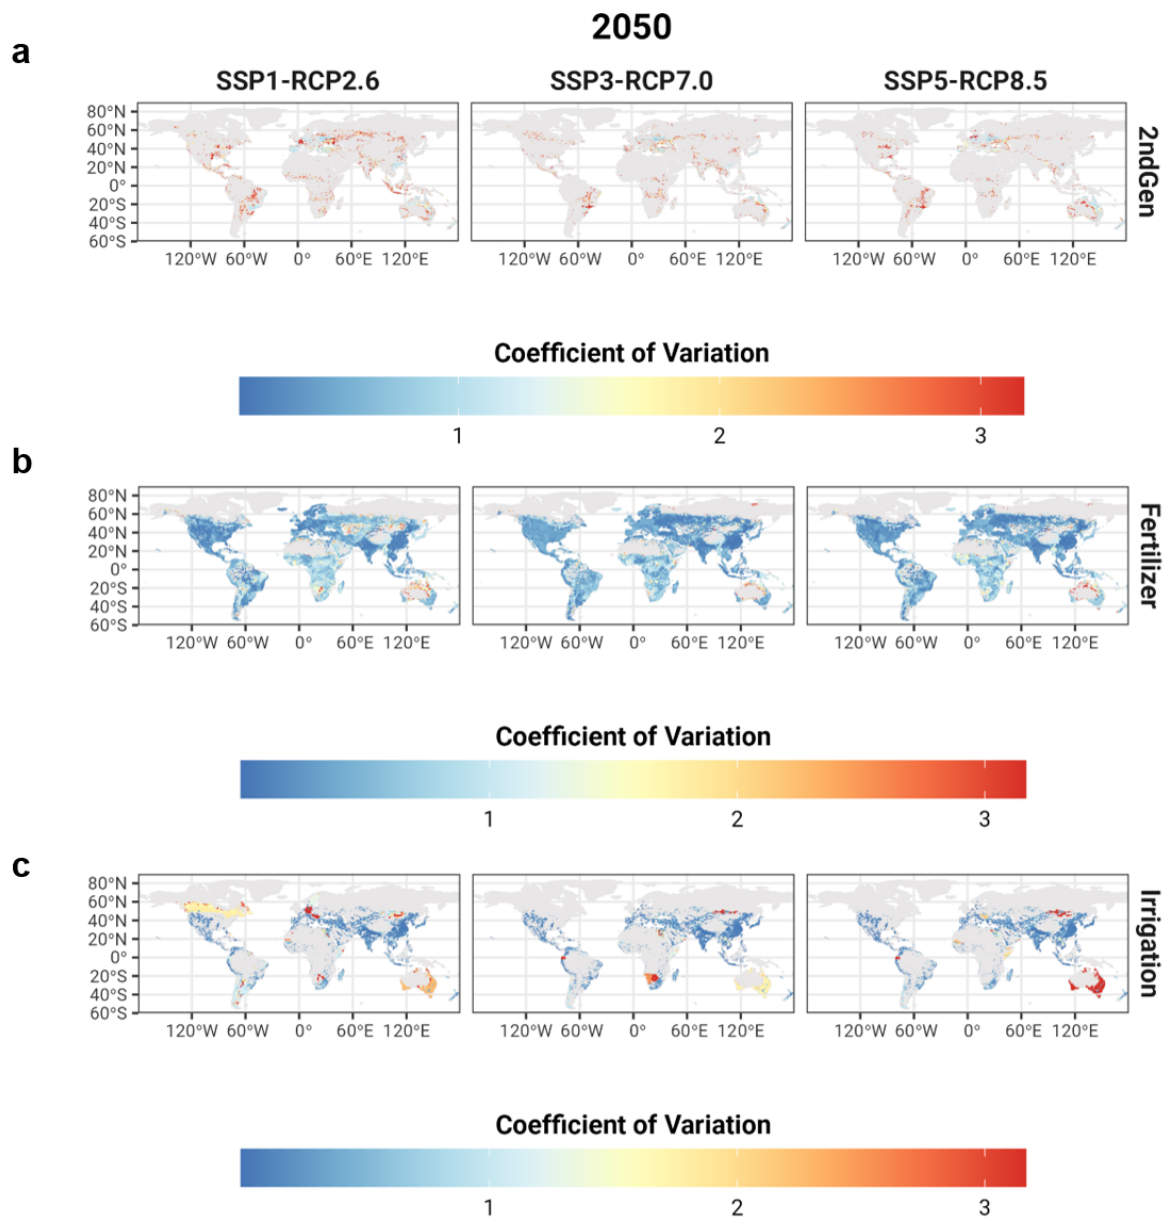 2050
a
SSP1-RCP2.6 SSP3-RCP7.0 SSP5-RCP8.5
80°N
60°N
40°N
20°N
0°
20°S
40°S
60°S
2ndGen
120°W 60°W 0° 60°E 120°E 120°W 60°W 0° 60°E 120°E 120°W 60°W 0° 60°E 120°E
Coefficient of Variation
1 2 3
b
80°N
60°N
40°N
20°N
0°
20°S
40°S
60°S
Fertilizer
120°W 60°W 0° 60°E 120°E 120°W 60°W 0° 60°E 120°E 120°W 60°W 0° 60°E 120°E
Coefficient of Variation
1 2 3
c
80°N
60°N
40°N
20°N
0°
20°S
40°S
60°S
Irrigation
120°W 60°W 0° 60°E 120°E 120°W 60°W 0° 60°E 120°E 120°W 60°W 0° 60°E 120°E
Coefficient of Variation
1 2 3